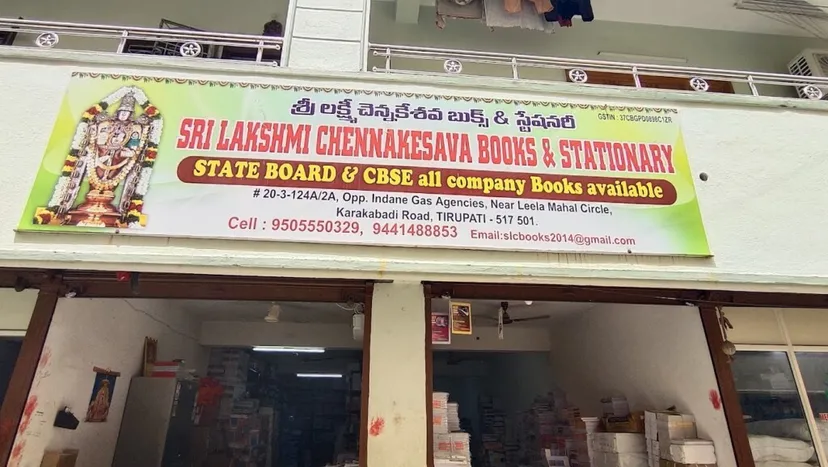 శ్రీ లక్ష్మీ చెన్నకేశవ బుక్స్ & స్టేషనరీ
GSTIN : 37CBGPD0898C1ZR
SRI LAKSHMI CHENNAKESAVA BOOKS & STATIONARY
STATE BOARD & CBSE all company Books available
# 20-3-124A/2A, Opp. Indane Gas Agencies, Near Leela Mahal Circle,
Karakabadi Road, TIRUPATI - 517 501.
Cell : 9505550329, 9441488853 Email:slcbooks2014@gmail.com